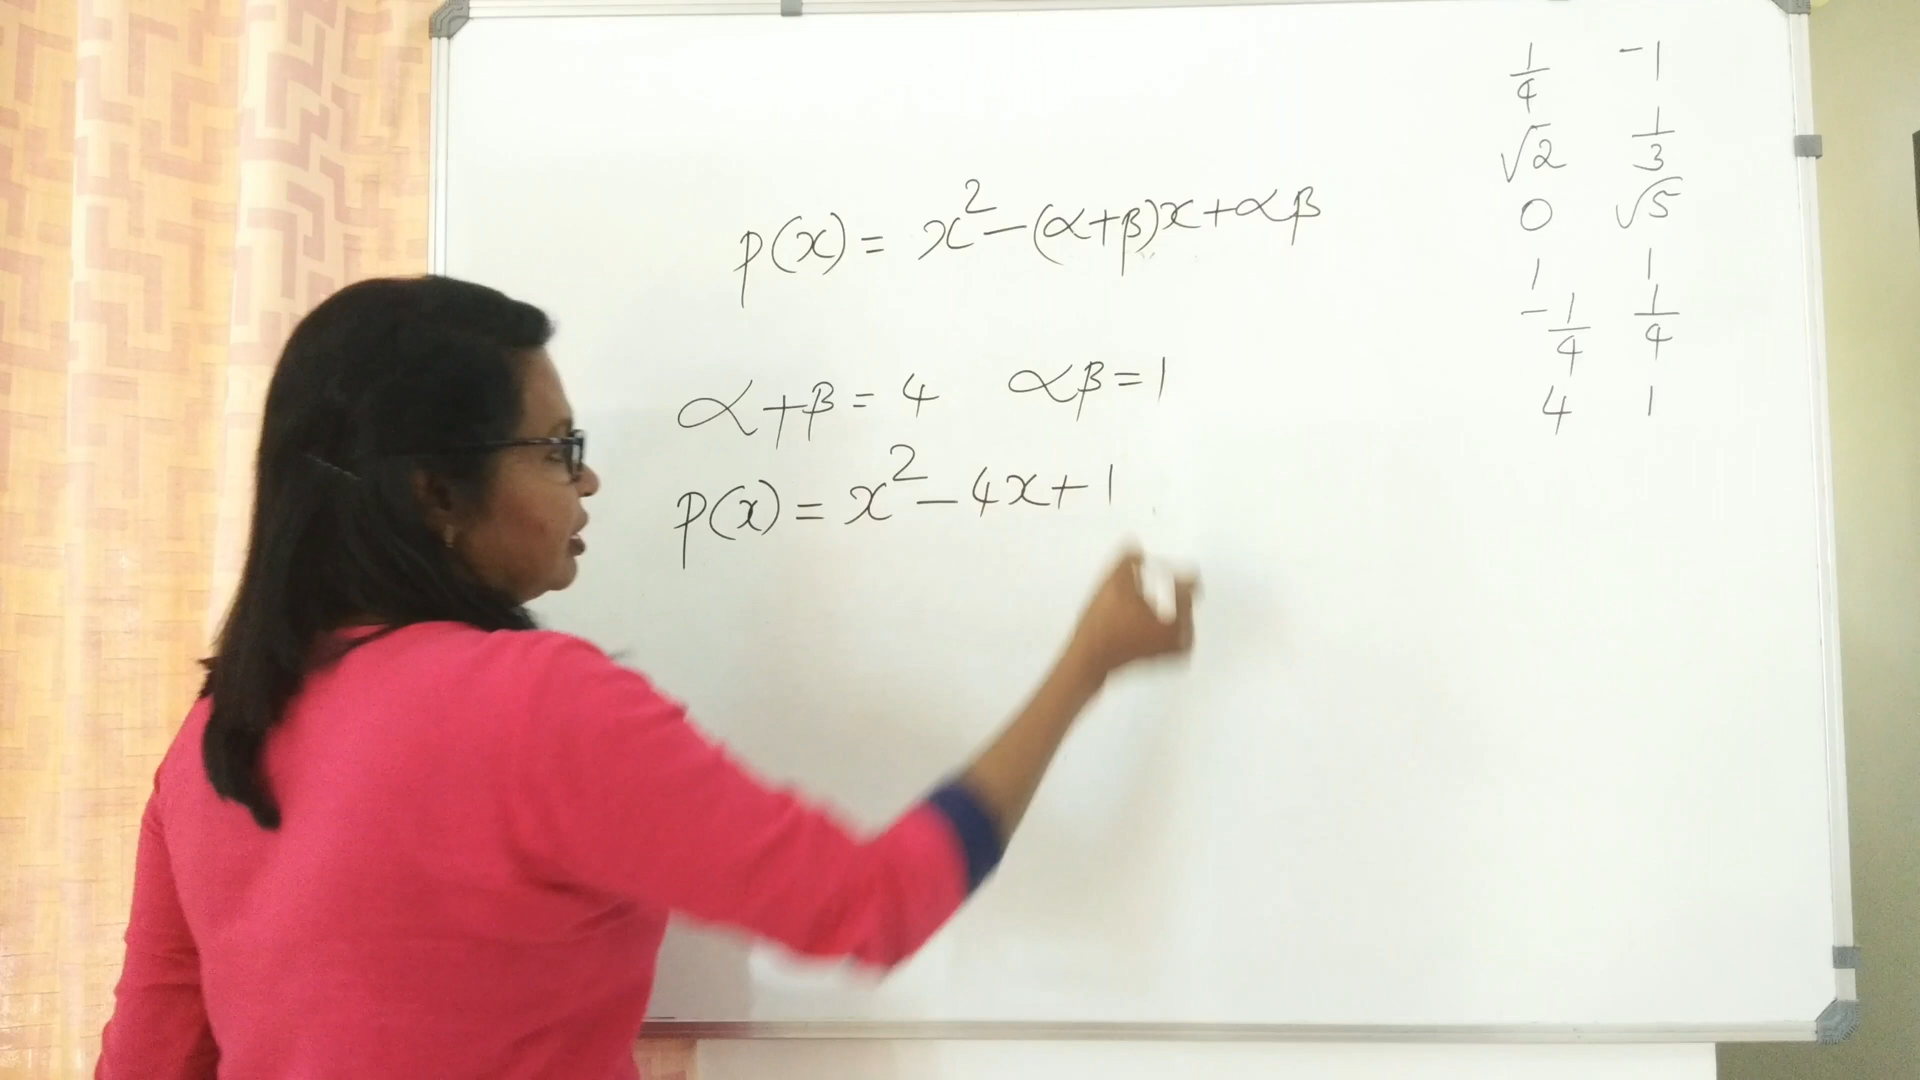 p(x) = x² - (α+β)x + αβ
α + β = 4 αβ = 1
p(x) = x² - 4x + 1
1/4 -1
√2 1/3
0 √5
1 1
-1/4 1/4
4 1